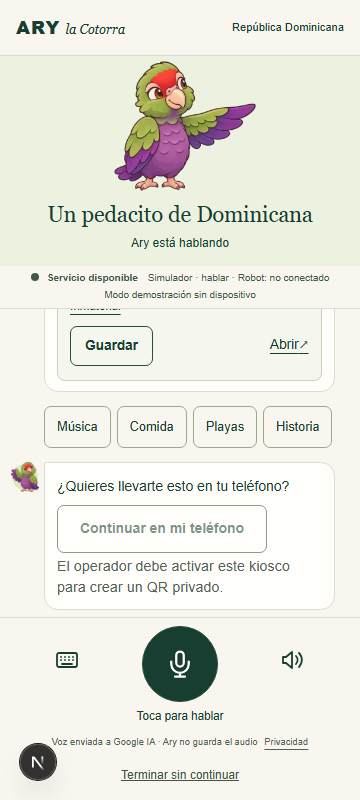 ARY la Cotorra
República Dominicana
Un pedacito de Dominicana
Ary está hablando
Servicio disponible Simulador · hablar · Robot: no conectado
Modo demostración sin dispositivo
Guardar
Abrir↗
Música
Comida
Playas
Historia
¿Quieres llevarte esto en tu teléfono?
Continuar en mi teléfono
El operador debe activar este kiosco
para crear un QR privado.
Toca para hablar
Voz enviada a Google IA · Ary no guarda el audio Privacidad
N
Terminar sin continuar